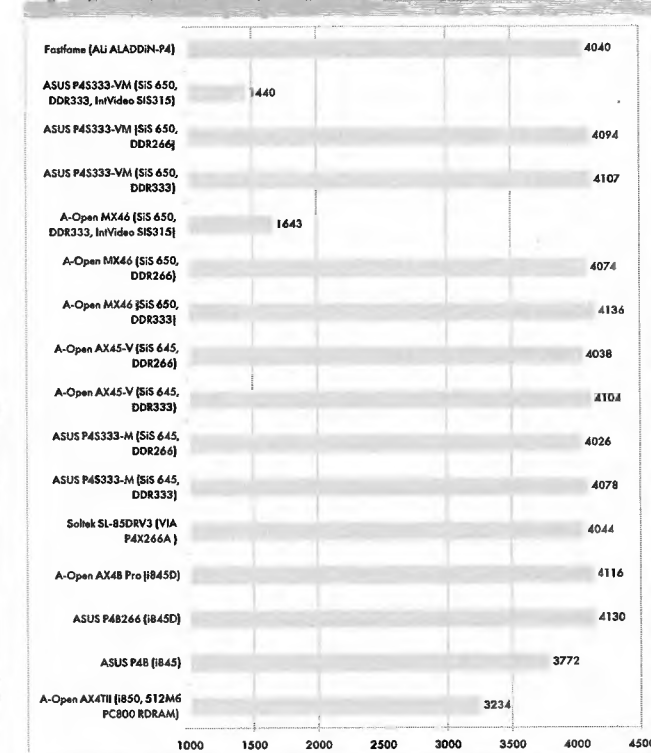 Fastfame (ALi ALADDiN-P4)
4040
ASUS P4S333-VM (SiS 650,
DDR333, IntVideo SIS315)
1440
ASUS P4S333-VM (SiS 650,
DDR266)
4094
ASUS P4S333-VM (SiS 650,
DDR333)
4107
A-Open MX46 (SiS 650,
DDR333, IntVideo SIS315)
1643
A-Open MX46 (SiS 650,
DDR266)
4074
A-Open MX46 (SiS 650,
DDR333)
4136
A-Open AX45-V (SiS 645,
DDR266)
4038
A-Open AX45-V (SiS 645,
DDR333)
4104
ASUS P4S333-M (SiS 645,
DDR266)
4026
ASUS P4S333-M (SiS 645,
DDR333)
4078
Soltek SL-85DRV3 (VIA
P4X266A )
4044
A-Open AX4B Pro (i845D)
4116
ASUS P4B266 (i845D)
4130
ASUS P4B (i845)
3772
A-Open AX4TII (i850, 512M6
PC800 RDRAM)
3234
1000 1500 2000 2500 3000 3500 4000 4500